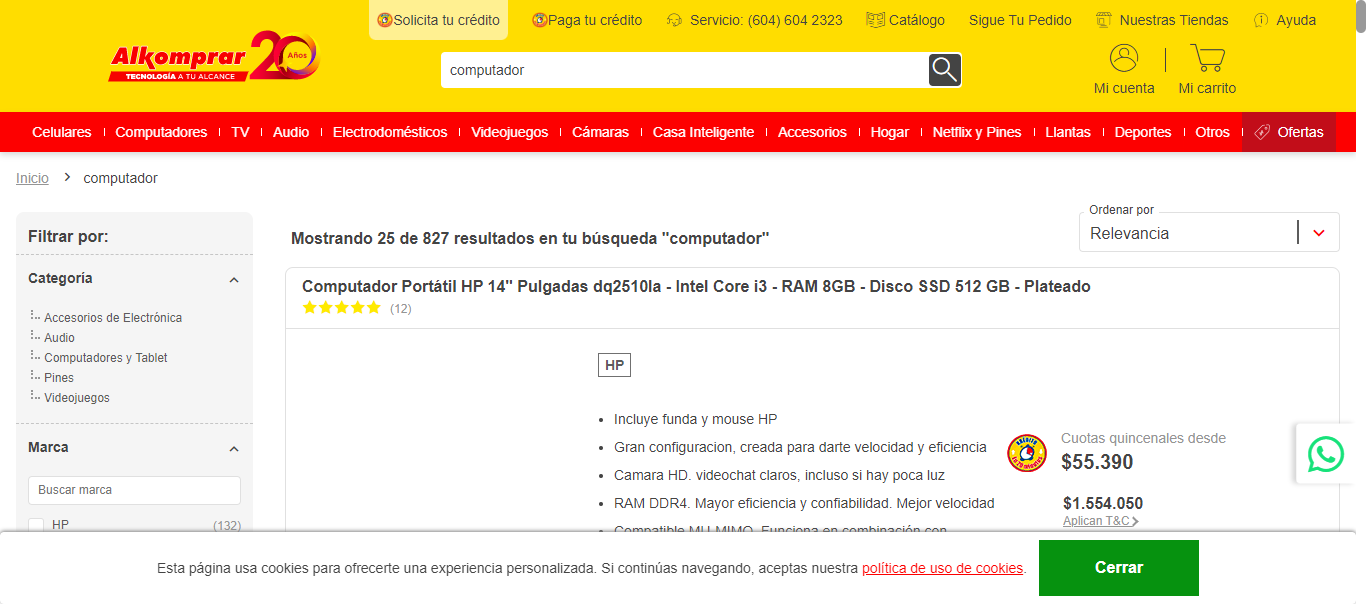 Solicita tu crédito
Paga tu crédito
Servicio: (604) 604 2323
Catálogo
Sigue Tu Pedido
Nuestras Tiendas
Ayuda
Alkomprar 20 Años
TECNOLOGÍA A TU ALCANCE
computador
Mi cuenta
Mi carrito
Celulares
Computadores
TV
Audio
Electrodomésticos
Videojuegos
Cámaras
Casa Inteligente
Accesorios
Hogar
Netflix y Pines
Llantas
Deportes
Otros
Ofertas
Inicio > computador
Filtrar por:
Categoría
Accesorios de Electrónica
Audio
Computadores y Tablet
Pines
Videojuegos
Marca
Buscar marca
HP (132)
Mostrando 25 de 827 resultados en tu búsqueda "computador"
Ordenar por
Relevancia
Computador Portátil HP 14" Pulgadas dq2510la - Intel Core i3 - RAM 8GB - Disco SSD 512 GB - Plateado
(12)
HP
Incluye funda y mouse HP
Gran configuracion, creada para darte velocidad y eficiencia
Camara HD. videochat claros, incluso si hay poca luz
RAM DDR4. Mayor eficiencia y confiabilidad. Mejor velocidad
Compatible MU-MIMO. Funciona en combinación con
Cuotas quincenales desde
$55.390
$1.554.050
Aplican T&C
Esta página usa cookies para ofrecerte una experiencia personalizada. Si continúas navegando, aceptas nuestra política de uso de cookies.
Cerrar